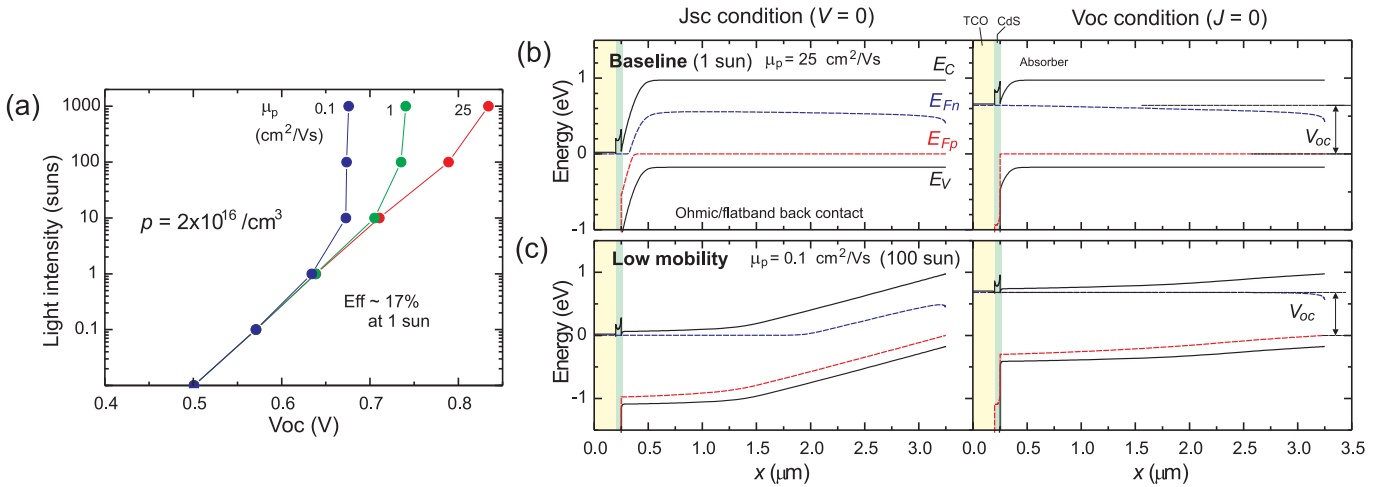 Jsc condition (V = 0)
Voc condition (J = 0)
TCO
CdS
(a)
Light intensity (suns)
1000
100
10
1
0.1
0.4
0.5
0.6
0.7
0.8
Voc (V)
μp
(cm²/Vs)
0.1
1
25
p = 2x10¹⁶ /cm³
Eff ~ 17%
at 1 sun
(b)
Energy (eV)
1
0
-1
Baseline (1 sun) μp = 25 cm²/Vs
EC
EFn
EFp
EV
Ohmic/flatband back contact
Absorber
Voc
(c)
Energy (eV)
1
0
-1
Low mobility μp = 0.1 cm²/Vs (100 sun)
Voc
0.0
0.5
1.0
1.5
2.0
2.5
3.0
x (μm)
0.0
0.5
1.0
1.5
2.0
2.5
3.0
3.5
x (μm)